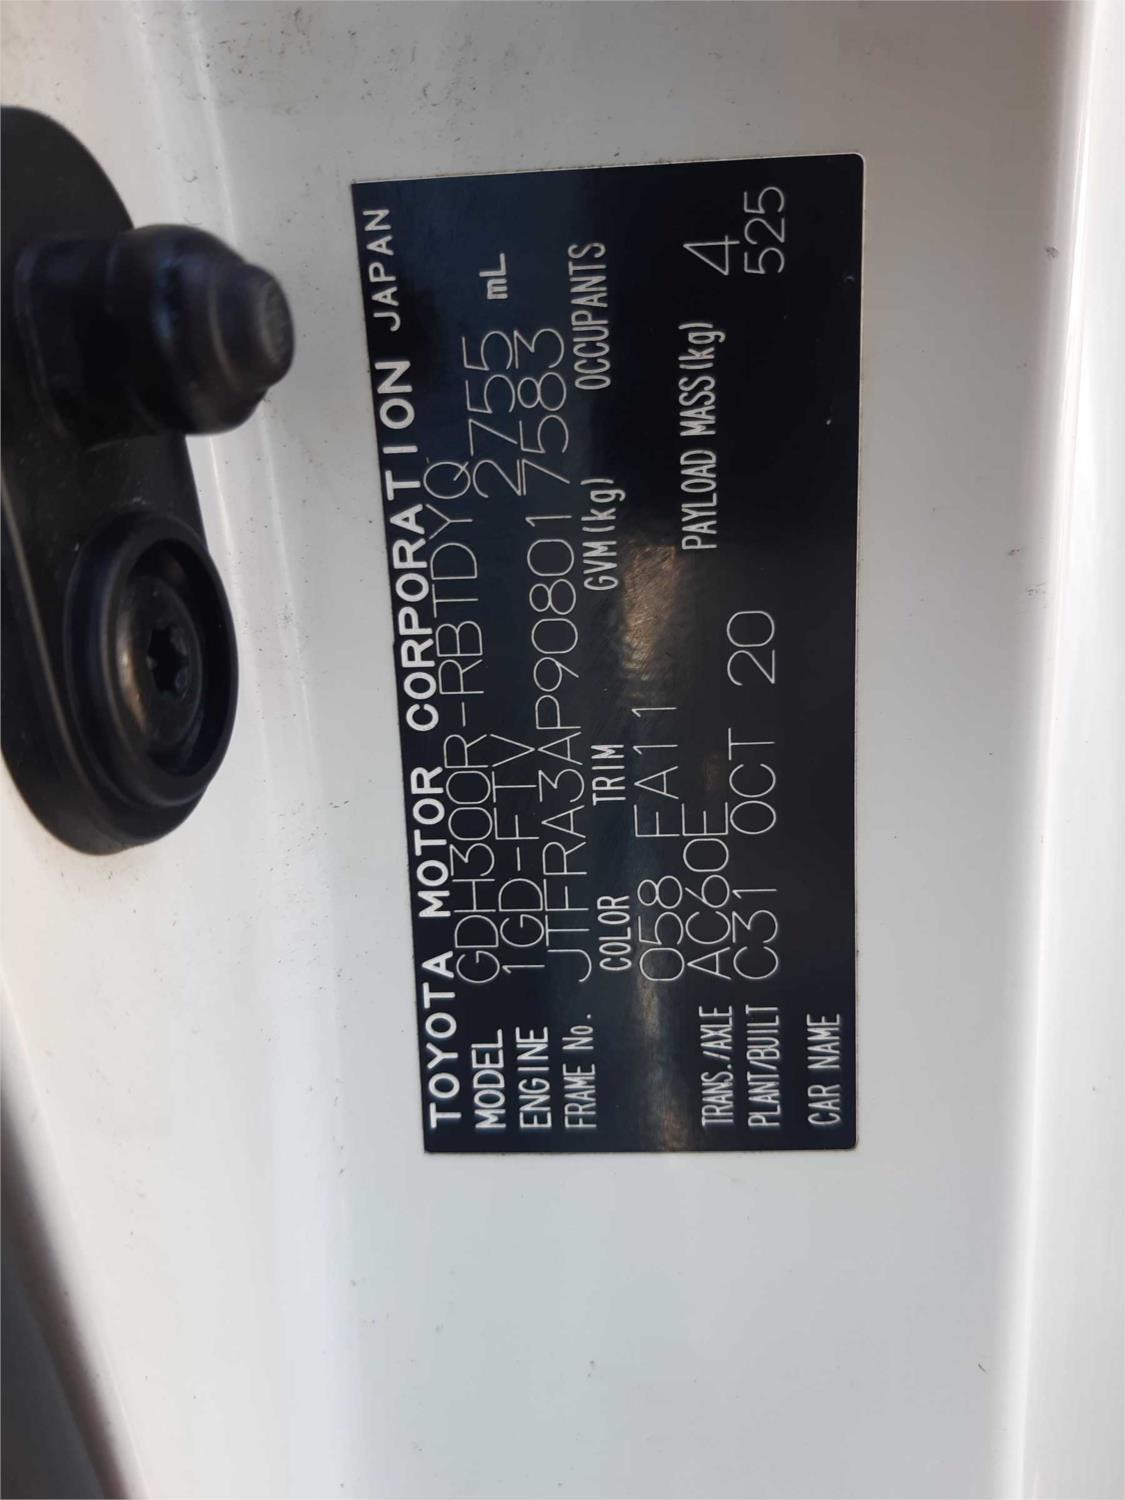 TOYOTA MOTOR CORPORATION JAPAN
MODEL GDH300R-RBTDYQ
ENGINE 1GD-FTV 2755 mL
FRAME No. JTFRA3AP908017583
COLOR TRIM GVM(kg) OCCUPANTS
058 FA11
TRANS./AXLE AC60E PAYLOAD MASS(kg) 4
PLANT/BUILT C31 OCT 20 525
CAR NAME